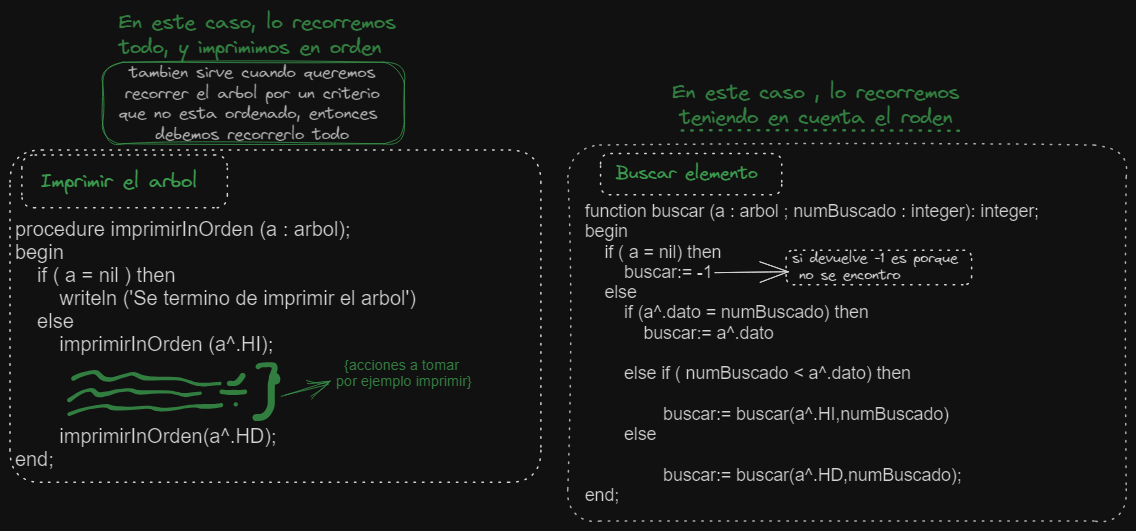 En este caso, lo recorremos
todo, y imprimimos en orden
tambien sirve cuando queremos
recorrer el arbol por un criterio
que no esta ordenado, entonces
debemos recorrerlo todo
Imprimir el arbol
procedure imprimirInOrden (a : arbol);
begin
if ( a = nil ) then
writeln ('Se termino de imprimir el arbol')
else
imprimirInOrden (a^.HI);
{acciones a tomar
por ejemplo imprimir}
imprimirInOrden(a^.HD);
end;
En este caso , lo recorremos
teniendo en cuenta el roden
Buscar elemento
function buscar (a : arbol ; numBuscado : integer): integer;
begin
if ( a = nil) then
buscar:= -1
si devuelve -1 es porque
no se encontro
else
if (a^.dato = numBuscado) then
buscar:= a^.dato
else if ( numBuscado < a^.dato) then
buscar:= buscar(a^.HI,numBuscado)
else
buscar:= buscar(a^.HD,numBuscado);
end;